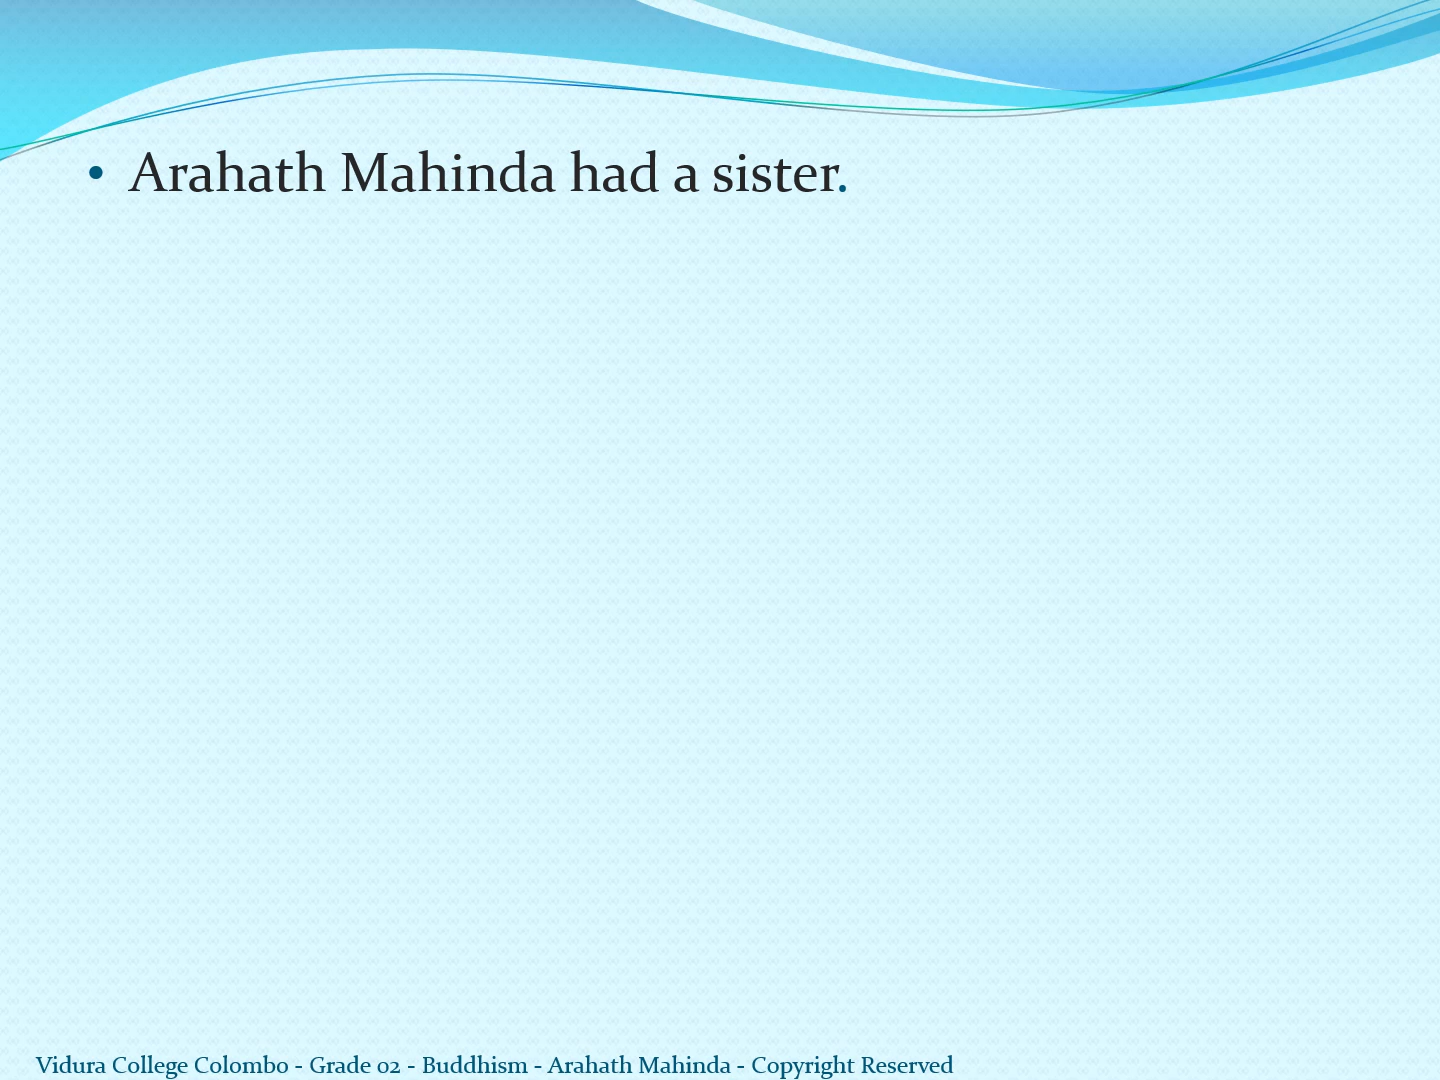 • Arahath Mahinda had a sister.
Vidura College Colombo - Grade 02 - Buddhism - Arahath Mahinda - Copyright Reserved